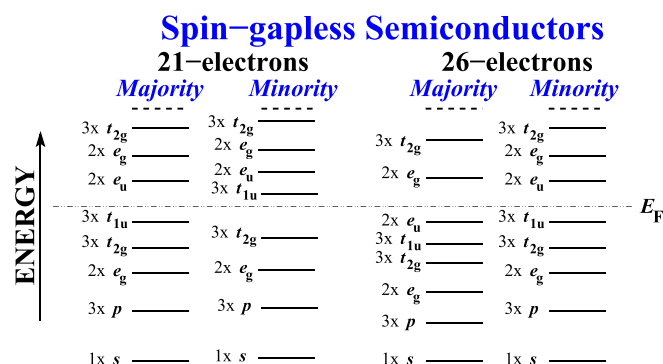 Spin−gapless Semiconductors
21−electrons 26−electrons
Majority Minority Majority Minority
3x t2g 3x t2g 3x t2g 3x t2g
2x eg 2x eg 2x eg 2x eg
2x eu 2x eu 2x eu
3x t1u
EF
3x t1u 2x eu 3x t1u
3x t2g 3x t2g 3x t1u 3x t2g
3x t2g
2x eg 2x eg 2x eg 2x eg
3x p 3x p 3x p 3x p
1x s 1x s 1x s 1x s
ENERGY